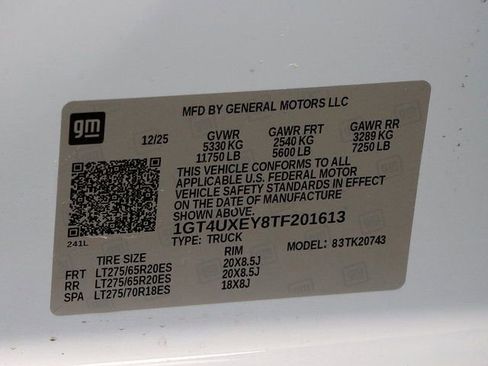 gm
MFD BY GENERAL MOTORS LLC
12/25 GVWR GAWR FRT GAWR RR
5330 KG 2540 KG 3289 KG
11750 LB 5600 LB 7250 LB
THIS VEHICLE CONFORMS TO ALL
APPLICABLE U.S. FEDERAL MOTOR
VEHICLE SAFETY STANDARDS IN EFFECT
ON THE DATE OF MANUFACTURE
SHOWN ABOVE.
1GT4UXEY8TF201613
TYPE: TRUCK MODEL: 83TK20743
241L
TIRE SIZE RIM
FRT LT275/65R20ES 20X8.5J
RR LT275/65R20ES 20X8.5J
SPA LT275/70R18ES 18X8J